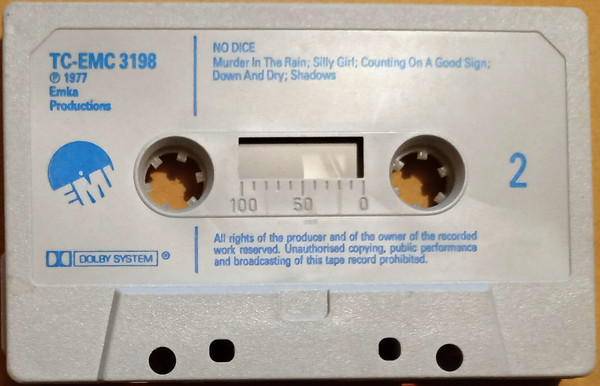 TC-EMC 3198
℗ 1977
Emka
Productions
NO DICE
Murder In The Rain; Silly Girl; Counting On A Good Sign;
Down And Dry; Shadows
EMI
2
100 50 0
DOLBY SYSTEM ®
All rights of the producer and of the owner of the recorded
work reserved. Unauthorised copying, public performance
and broadcasting of this tape record prohibited.